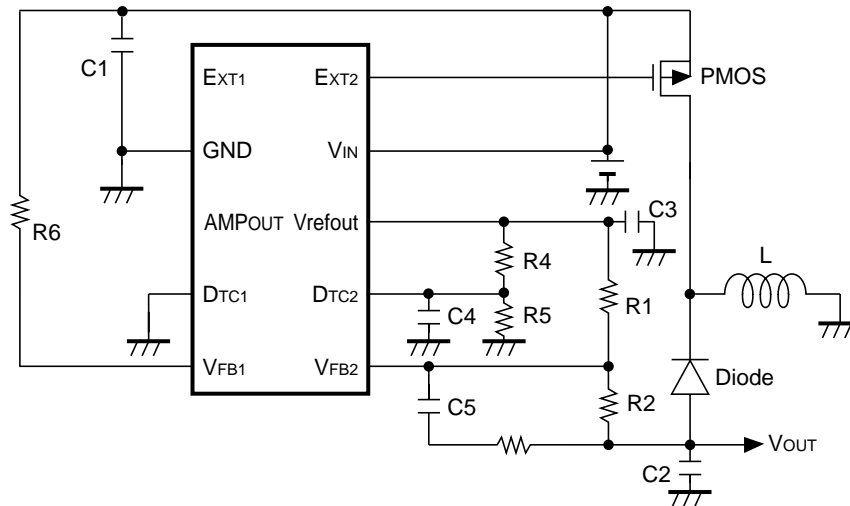 C1
PMOS
EXT1
EXT2
GND
VIN
R6
AMPOUT
Vrefout
C3
R4
L
DTC1
DTC2
C4
R5
R1
VFB1
VFB2
Diode
C5
R2
VOUT
C2